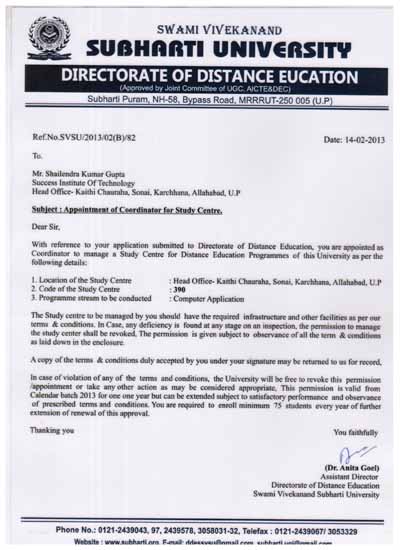 SWAMI VIVEKANAND
SUBHARTI UNIVERSITY
DIRECTORATE OF DISTANCE EUCATION
(Approved by Joint Committee of UGC, AICTE&DEC)
Subharti Puram, NH-58, Bypass Road, MRRRUT-250 005 (U.P)
Ref.No.SVSU/2013/02(B)/82
Date: 14-02-2013
To.
Mr. Shailendra Kumar Gupta
Success Institute Of Technology
Head Office- Kaithi Chauraha, Sonai, Karchhana, Allahabad, U.P
Subject : Appointment of Coordinator for Study Centre.
Dear Sir,
With reference to your application submitted to Directorate of Distance Education, you are appointed as
Coordinator to manage a Study Centre for Distance Education Programmes of this University as per the
following details:
1. Location of the Study Centre : Head Office- Kaithi Chauraha, Sonai, Karchhana, Allahabad, U.P
2. Code of the Study Centre : 390
3. Programme stream to be conducted : Computer Application
The Study centre to be managed by you should have the required infrastructure and other facilities as per our
terms & conditions. In Case, any deficiency is found at any stage on an inspection, the permission to manage
the study center shall be revoked. The permission is given subject to observance of all the term & conditions
as laid down in the enclosure.
A copy of the terms & conditions duly accepted by you under your signature may be returned to us for record.
In case of violation of any of the terms and conditions, the University will be free to revoke this permission
/appointment or take any other action as may be considered appropriate. This permission is valid from
Calendar batch 2013 for one one year but can be extended subject to satisfactory performance and observance
of prescribed terms and conditions. You are required to enroll minimum 75 students every year of further
extension of renewal of this approval.
Thanking you
You faithfully
(Dr. Anita Goel)
Assistant Director
Directorate of Distance Education
Swami Vivekanand Subharti University
Phone No.: 0121-2439043, 97, 2439578, 3058031-32, Telefax : 0121-2439067/ 3053329
Website : www.subharti.org, E-mail: ddessvsu@gmail.com, subharti.uni@gmail.com